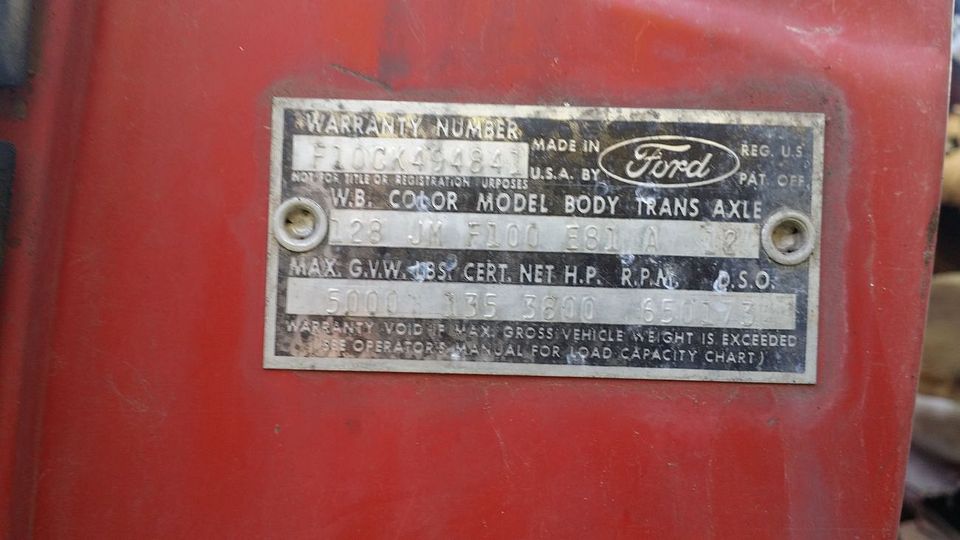 WARRANTY NUMBER
F10CK494841
MADE IN
U.S.A. BY
Ford
REG. U.S.
PAT. OFF.
NOT FOR TITLE OR REGISTRATION URPOSES
W.B. COLOR MODEL BODY TRANS AXLE
128 JM F100 E81 A 12
MAX. G.V.W. LBS. CERT. NET H.P. R.P.M. D.S.O.
5000 135 3800 650173
WARRANTY VOID IF MAX. GROSS VEHICLE WEIGHT IS EXCEEDED
(SEE OPERATOR'S MANUAL FOR LOAD CAPACITY CHART)